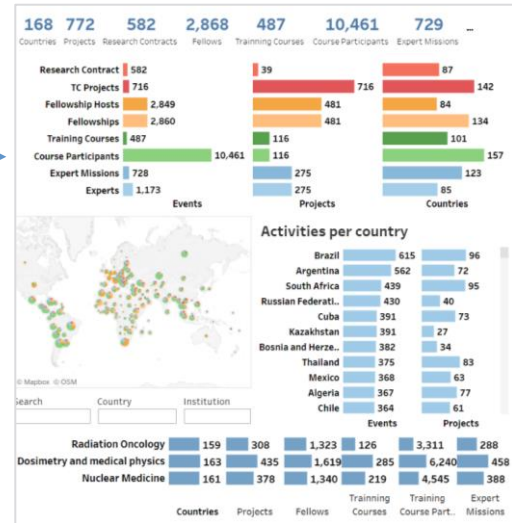 168 772 582 2,868 487 10,461 729 ...
Countries Projects Research Contracts Fellows Trainning Courses Course Participants Expert Missions
Research Contract 582 39 87
TC Projects 716 716 142
Fellowship Hosts 2,849 481 84
Fellowships 2,860 481 134
Training Courses 487 116 101
Course Participants 10,461 116 157
Expert Missions 728 275 123
Experts 1,173 275 85
Events Projects Countries
Activities per country
Brazil 615 96
Argentina 562 72
South Africa 439 95
Russian Federati.. 430 40
Cuba 391 73
Kazakhstan 391 27
Bosnia and Herze.. 382 34
Thailand 375 83
Mexico 368 63
Algeria 367 77
Chile 364 61
Events Projects
© Mapbox © OSM
Search Country Institution
Radiation Oncology 159 308 1,323 126 3,311 288
Dosimetry and medical physics 163 435 1,619 285 6,240 458
Nuclear Medicine 161 378 1,340 219 4,545 388
Countries Projects Fellows Trainning Courses Training Course Part.. Expert Missions